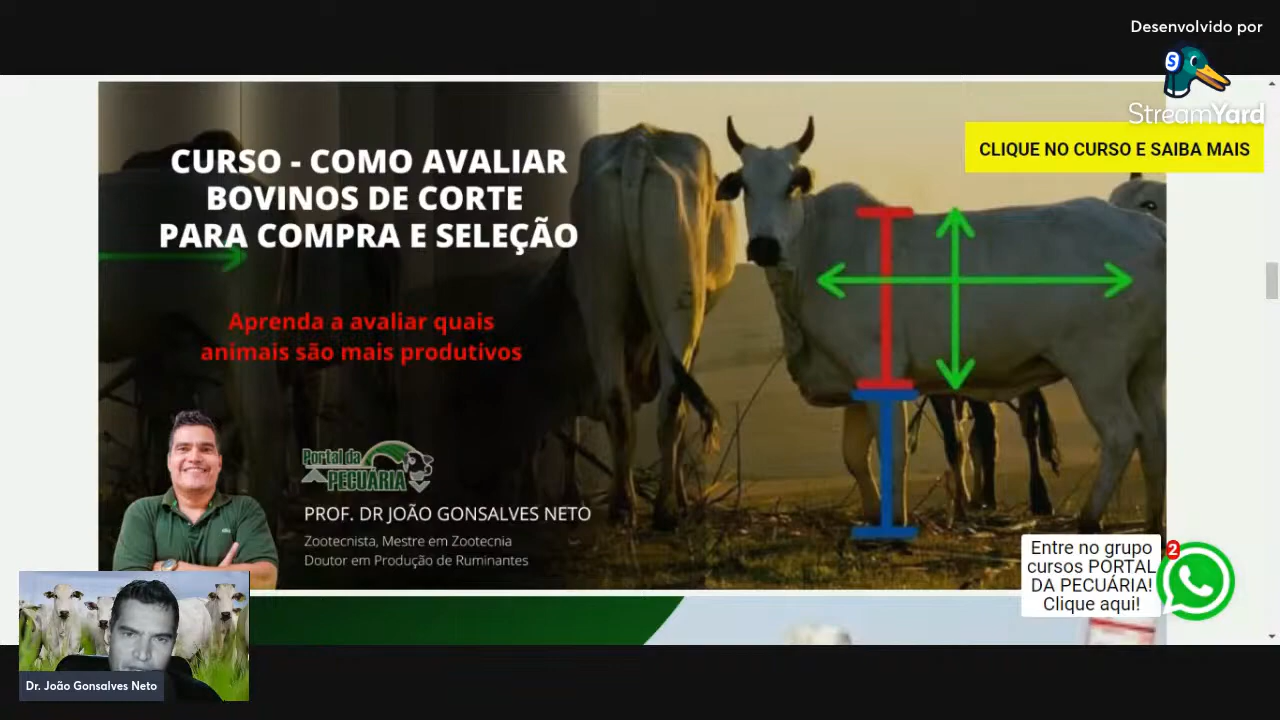 Desenvolvido por
StreamYard
CLIQUE NO CURSO E SAIBA MAIS
CURSO - COMO AVALIAR
BOVINOS DE CORTE
PARA COMPRA E SELEÇÃO
Aprenda a avaliar quais
animais são mais produtivos
Portal da
PECUÁRIA
PROF. DR JOÃO GONSALVES NETO
Zootecnista, Mestre em Zootecnia
Doutor em Produção de Ruminantes
Entre no grupo
cursos PORTAL
DA PECUÁRIA!
Clique aqui!
2
Dr. João Gonsalves Neto